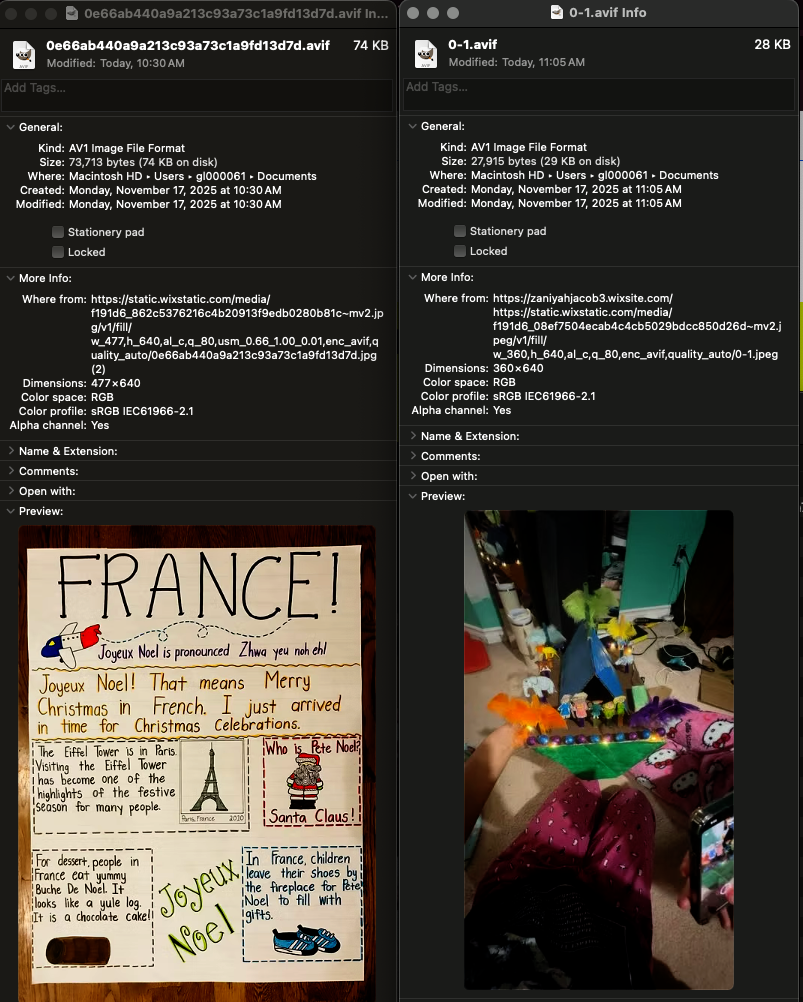 0e66ab440a9a213c93a73c1a9fd13d7d.avif In...
0e66ab440a9a213c93a73c1a9fd13d7d.avif 74 KB
Modified: Today, 10:30 AM
Add Tags...
General:
Kind: AV1 Image File Format
Size: 73,713 bytes (74 KB on disk)
Where: Macintosh HD ▸ Users ▸ gl000061 ▸ Documents
Created: Monday, November 17, 2025 at 10:30 AM
Modified: Monday, November 17, 2025 at 10:30 AM
Stationery pad
Locked
More Info:
Where from: https://static.wixstatic.com/media/
f191d6_862c5376216c4b20913f9edb0280b81c~mv2.jp
g/v1/fill/
w_477,h_640,al_c,q_80,usm_0.66_1.00_0.01,enc_avif,q
uality_auto/0e66ab440a9a213c93a73c1a9fd13d7d.jpg
(2)
Dimensions: 477×640
Color space: RGB
Color profile: sRGB IEC61966-2.1
Alpha channel: Yes
Name & Extension:
Comments:
Open with:
Preview:
FRANCE!
Joyeux Noel is pronounced Zhwa yeu noh eh!
Joyeux Noel! That means Merry
Christmas in French. I just arrived
in time for Christmas Celebrations.
The Eiffel Tower is in Paris.
Visiting the Eiffel Tower
has become one of the
highlights of the festive
season for many people.
Paris, France 2020
Who is Pete Noel?
Santa Claus!
For dessert, people in
France eat yummy
Buche De Noel. It
looks like a yule log.
It is a chocolate cake!
Joyeux
Noel
In France, children
leave their shoes by
the fireplace for Pete
Noel to fill with
gifts.
0-1.avif Info
0-1.avif 28 KB
Modified: Today, 11:05 AM
Add Tags...
General:
Kind: AV1 Image File Format
Size: 27,915 bytes (29 KB on disk)
Where: Macintosh HD ▸ Users ▸ gl000061 ▸ Documents
Created: Monday, November 17, 2025 at 11:05 AM
Modified: Monday, November 17, 2025 at 11:05 AM
Stationery pad
Locked
More Info:
Where from: https://zaniyahjacob3.wixsite.com/
https://static.wixstatic.com/media/
f191d6_08ef7504ecab4c4cb5029bdcc850d26d~mv2.j
peg/v1/fill/
w_360,h_640,al_c,q_80,enc_avif,quality_auto/0-1.jpeg
Dimensions: 360×640
Color space: RGB
Color profile: sRGB IEC61966-2.1
Alpha channel: Yes
Name & Extension:
Comments:
Open with:
Preview: